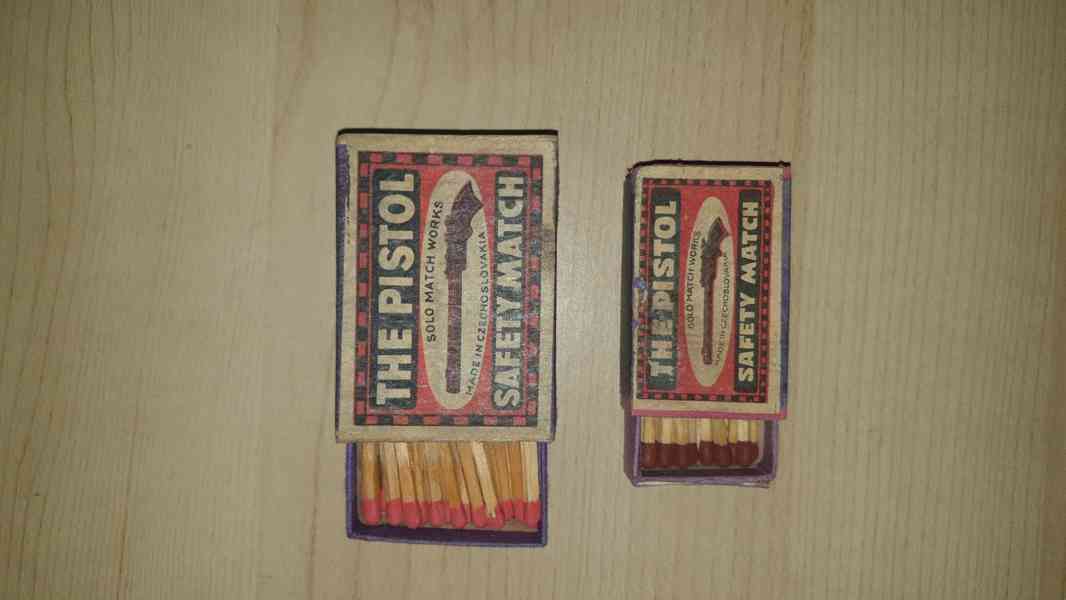 THE PISTOL
SOLO MATCH WORKS
MADE IN CZECHOSLOVAKIA
SAFETY MATCH
THE PISTOL
SOLO MATCH WORKS
MADE IN CZECHOSLOVAKIA
SAFETY MATCH